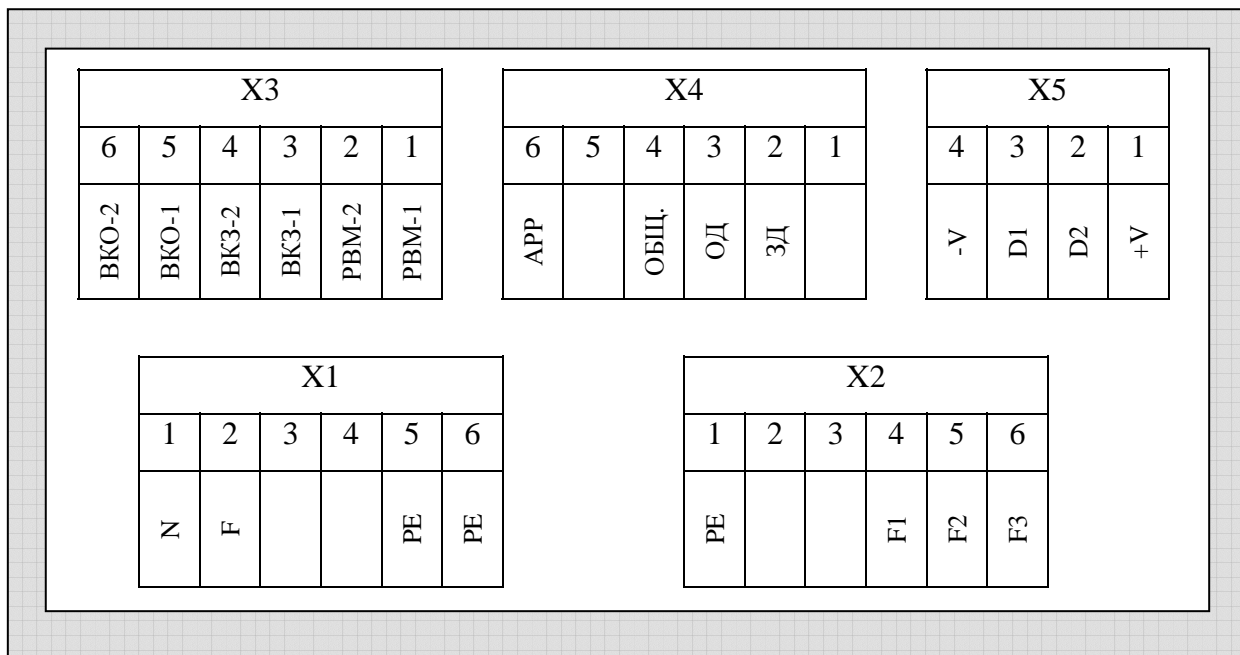 X3 X4 X5
6 5 4 3 2 1 6 5 4 3 2 1 4 3 2 1
ВКО-2 ВКО-1 ВКЗ-2 ВКЗ-1 РВМ-2 РВМ-1 АРР ОБЩ. ОД ЗД -V D1 D2 +V
X1 X2
1 2 3 4 5 6 1 2 3 4 5 6
N F PE PE PE F1 F2 F3